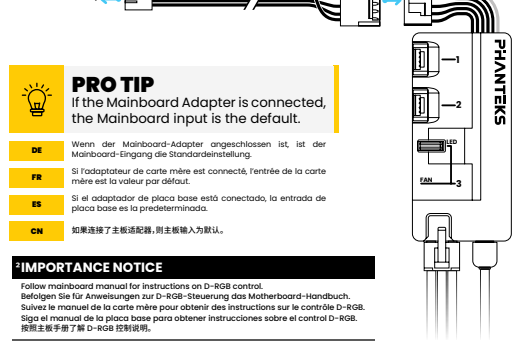 PRO TIP
If the Mainboard Adapter is connected,
the Mainboard input is the default.
DE
Wenn der Mainboard-Adapter angeschlossen ist, ist der
Mainboard-Eingang die Standardeinstellung.
FR
Si l'adaptateur de carte mère est connecté, l'entrée de la carte
mère est la valeur par défaut.
ES
Si el adaptador de placa base está conectado, la entrada de
placa base es la predeterminada.
CN
如果连接了主板适配器,则主板输入为默认。
²IMPORTANCE NOTICE
Follow mainboard manual for instructions on D-RGB control.
Befolgen Sie für Anweisungen zur D-RGB-Steuerung das Motherboard-Handbuch.
Suivez le manuel de la carte mère pour obtenir des instructions sur le contrôle D-RGB.
Siga el manual de la placa base para obtener instrucciones sobre el control D-RGB.
按照主板手册了解 D-RGB 控制说明。
PHANTEKS
1
2
LED
FAN
3